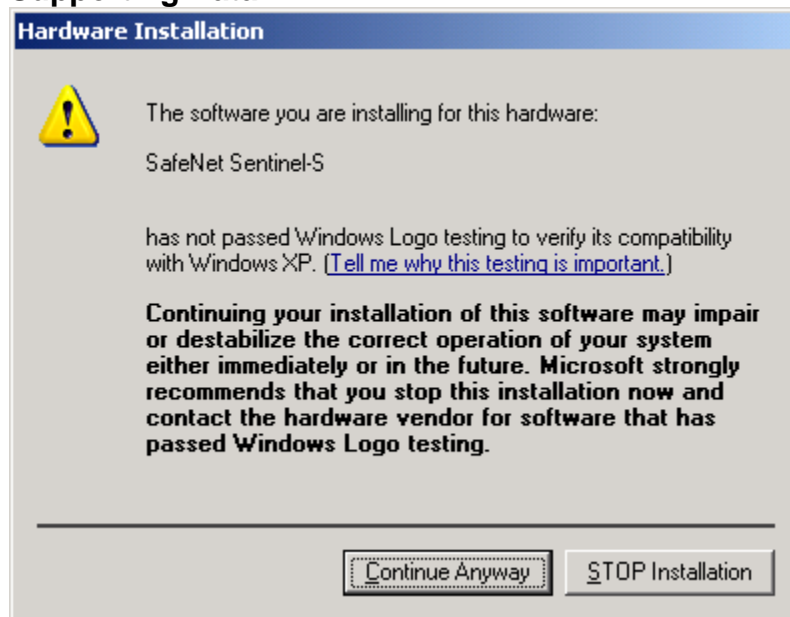 Supporting Data
Hardware Installation
The software you are installing for this hardware:
SafeNet Sentinel-S
has not passed Windows Logo testing to verify its compatibility
with Windows XP. (Tell me why this testing is important.)
Continuing your installation of this software may impair
or destabilize the correct operation of your system
either immediately or in the future. Microsoft strongly
recommends that you stop this installation now and
contact the hardware vendor for software that has
passed Windows Logo testing.
Continue Anyway
STOP Installation